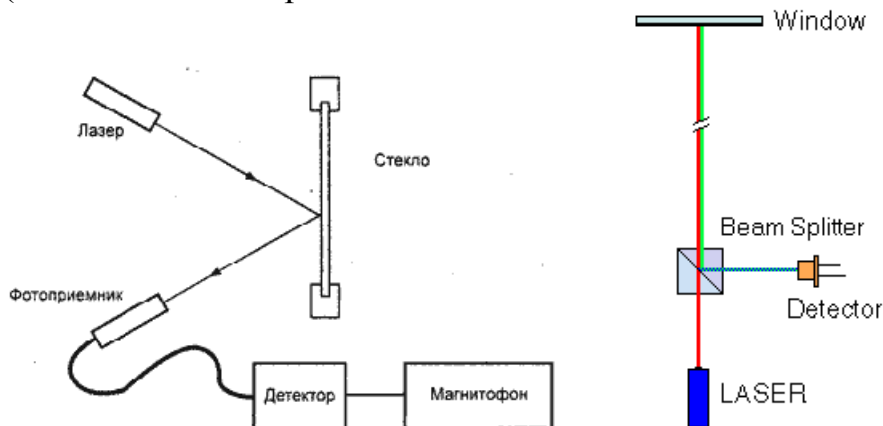 Лазер
Стекло
Фотоприемник
Детектор
Магнитофон
Window
Beam Splitter
Detector
LASER